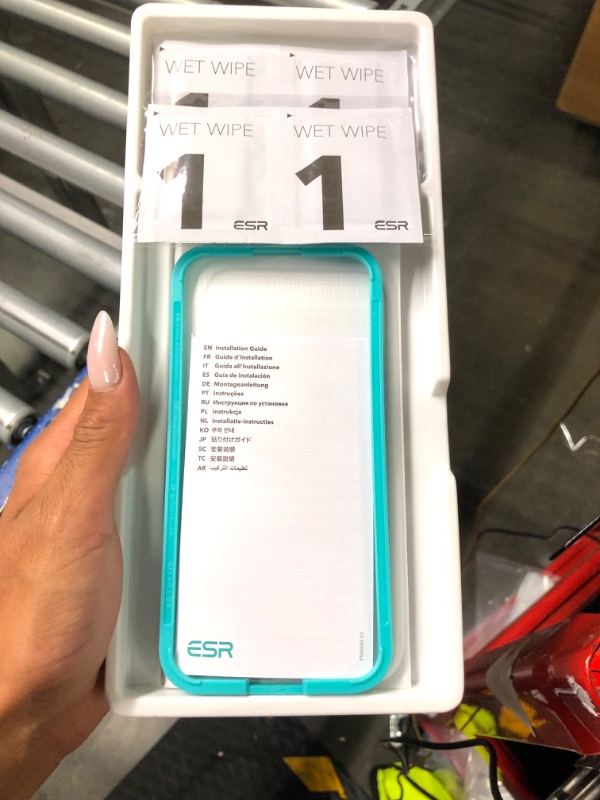 WET WIPE
WET WIPE
1
1
WET WIPE
WET WIPE
1
1
ESR
ESR
EN Installation Guide
FR Guide d'Installation
IT Guida all'Installazione
ES Guía de instalación
DE Montageanleitung
PT Instruções
RU Инструкция по установке
PL Instrukcja
NL Installatie-instructies
KO 부착 안내
JP 貼り付けガイド
SC 安装说明
TC 安裝說明
AR تعليمات التركيب
ESR